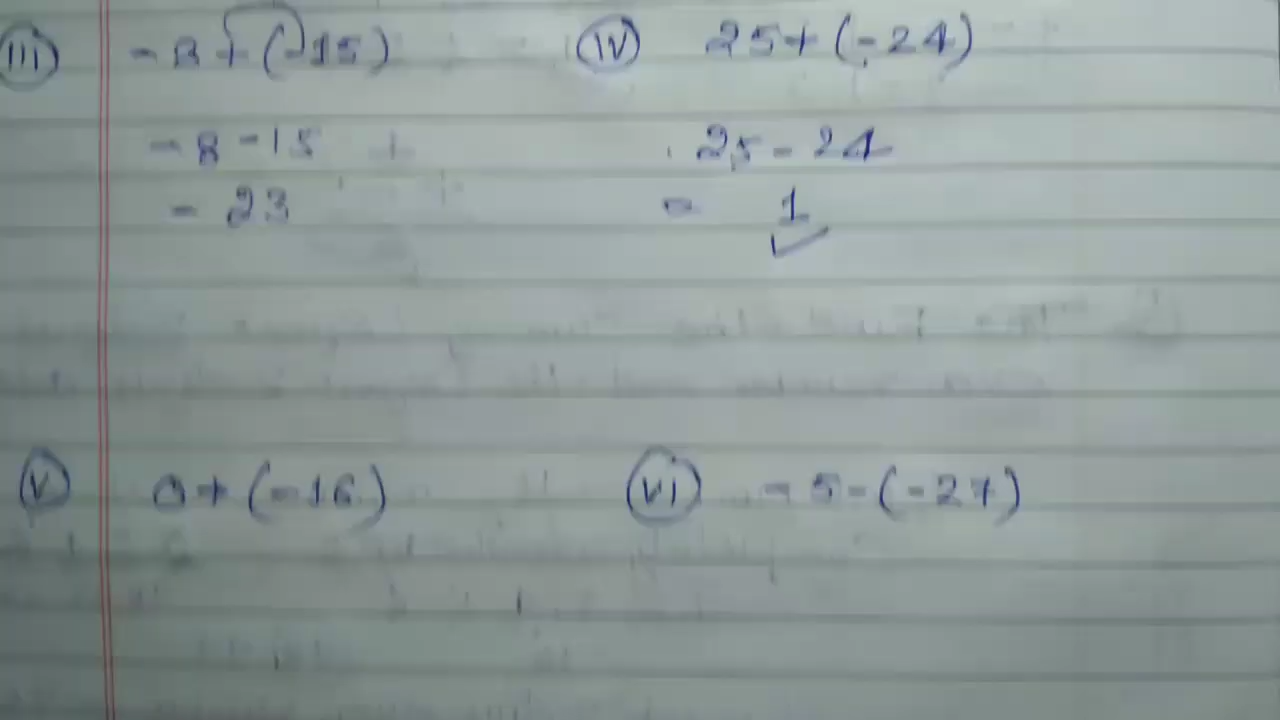 (iii) - 8 + (-15)
- 8 - 15
- 23
(iv) 25 + (-24)
25 - 24
= 1
(v) 0 + (-16)
(vi) - 5 - (-27)